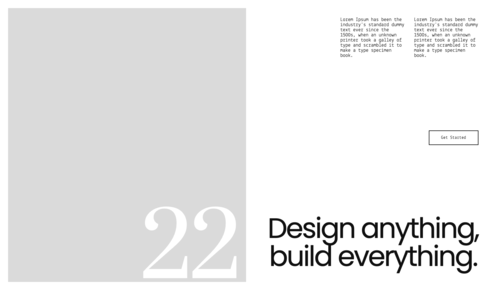 Lorem Ipsum has been the
industry's standard dummy
text ever since the
1500s, when an unknown
printer took a galley of
type and scrambled it to
make a type specimen
book.
Lorem Ipsum has been the
industry's standard dummy
text ever since the
1500s, when an unknown
printer took a galley of
type and scrambled it to
make a type specimen
book.
Get Started
22
Design anything,
build everything.